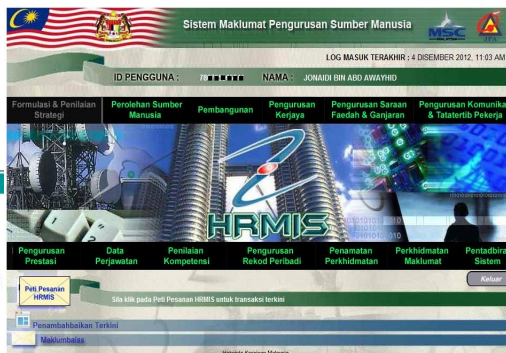 Sistem Maklumat Pengurusan Sumber Manusia
MSC
JPA
LOG MASUK TERAKHIR : 4 DISEMBER 2012, 11:03 AM
ID PENGGUNA : 78 NAMA : JONAIDI BIN ABD AWAYHID
Formulasi & Penilaian Strategi
Perolehan Sumber Manusia
Pembangunan
Pengurusan Kerjaya
Pengurusan Saraan Faedah & Ganjaran
Pengurusan Komunika & Tatatertib Pekerja
HRMIS
Pengurusan Prestasi
Data Perjawatan
Penilaian Kompetensi
Pengurusan Rekod Peribadi
Penamatan Perkhidmatan
Perkhidmatan Maklumat
Pentadbira Sistem
Keluar
Peti Pesanan HRMIS
Sila klik pada Peti Pesanan HRMIS untuk transaksi terkini
Penambahbaikan Terkini
Maklumbalas